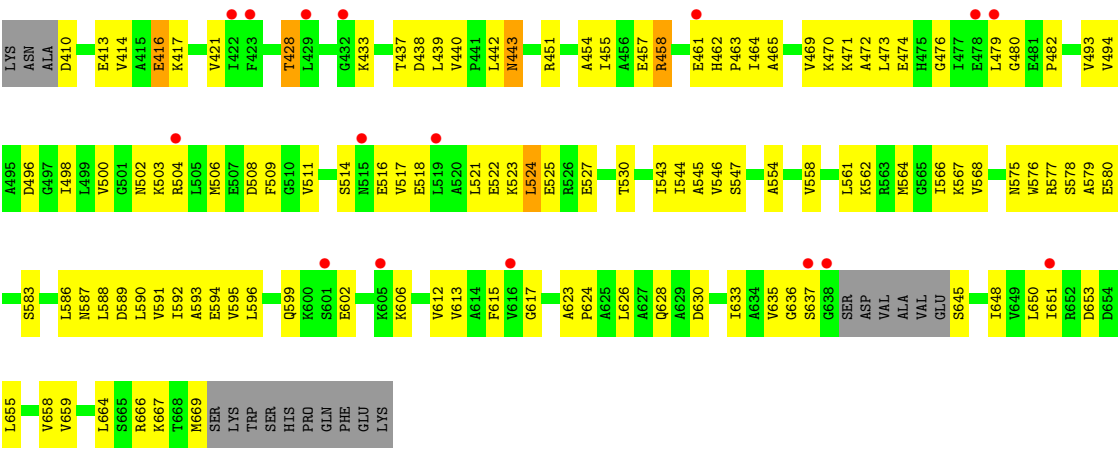 LYS ASN ALA D410 E413 V414 A415 E416 K417 V421 I422 F423 T428 L429 G432 K433 T437 D438 L439 V440 P441 L442 N443 R451 A454 I455 A456 E457 R458 E461 H462 P463 I464 A465 V469 K470 K471 A472 L473 E474 H475 G476 I477 E478 L479 G480 E481 P482 V493 V494
A495 D496 G497 I498 L499 V500 G501 N502 K503 R504 L505 M506 E507 D508 F509 G510 V511 S514 N515 E516 V517 E518 L519 A520 L521 E522 K523 L524 E525 R526 E527 T530 I543 I544 A545 V546 S547 A554 V558 L561 K562 R563 M564 G565 I566 K567 V568 N575 W576 R577 S578 A579 E580
S583 L586 N587 L588 D589 L590 V591 I592 A593 E594 V595 L596 Q599 K600 S601 E602 K605 K606 V612 V613 A614 F615 V616 G617 A623 P624 A625 L626 A627 Q628 A629 D630 I633 A634 V635 G636 S637 G638 SER ASP VAL ALA VAL GLU S645 I648 V649 L650 I651 R652 D653 D654
L655 V658 V659 L664 S665 R666 K667 T668 M669 SER LYS TRP SER HIS PRO GLN PHE GLU LYS